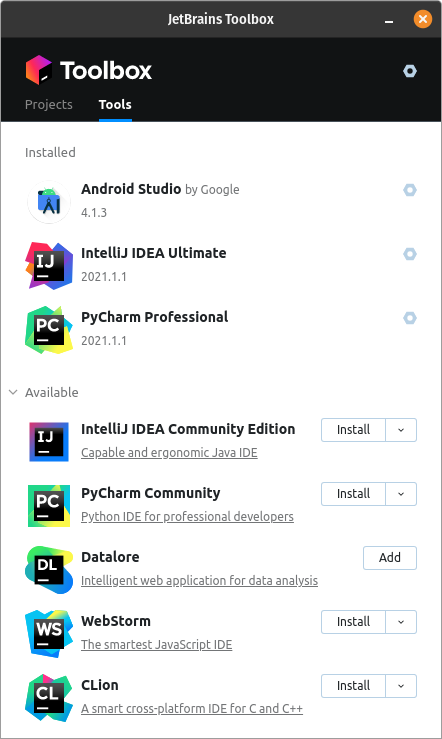 JetBrains Toolbox
Toolbox
Projects Tools
Installed
Android Studio by Google
4.1.3
IJ IntelliJ IDEA Ultimate
2021.1.1
PC PyCharm Professional
2021.1.1
Available
IJ IntelliJ IDEA Community Edition Install
Capable and ergonomic Java IDE
PC PyCharm Community Install
Python IDE for professional developers
DL Datalore Add
Intelligent web application for data analysis
WS WebStorm Install
The smartest JavaScript IDE
CL CLion Install
A smart cross-platform IDE for C and C++